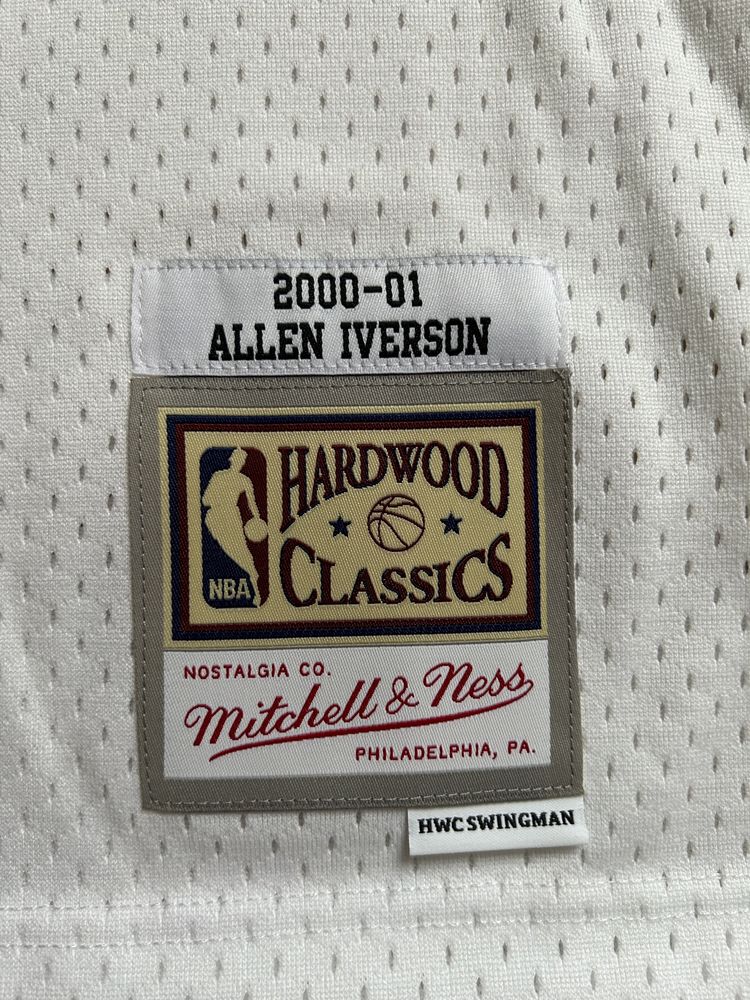 2000-01
ALLEN IVERSON
HARDWOOD
CLASSICS
NBA
NOSTALGIA CO.
Mitchell & Ness
PHILADELPHIA, PA.
HWC SWINGMAN